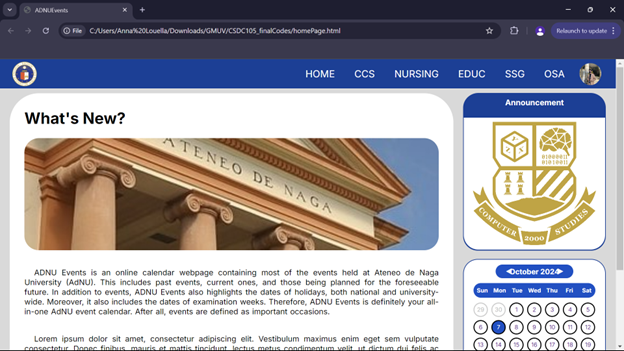 ADNUEvents
File C:/Users/Anna%20Louella/Downloads/GMUV/CSDC105_finalCodes/homePage.html
Relaunch to update
HOME CCS NURSING EDUC SSG OSA
What's New?
ATENEO DE NAGA
ADNU Events is an online calendar webpage containing most of the events held at Ateneo de Naga
University (AdNU). This includes past events, current ones, and those being planned for the foreseeable
future. In addition to events, ADNU Events also highlights the dates of holidays, both national and university-
wide. Moreover, it also includes the dates of examination weeks. Therefore, ADNU Events is definitely your all-
in-one AdNU event calendar. After all, events are defined as important occasions.
Lorem ipsum dolor sit amet, consectetur adipiscing elit. Vestibulum maximus enim eget sem vulputate
consectetur. Donec finibus, mauris et mattis tincidunt, lectus metus condimentum velit, ut dictum dui felis ac
Announcement
01000011
01010011
COMPUTER 2000 STUDIES
October 2024
Sun Mon Tue Wed Thu Fri Sat
29 30 1 2 3 4 5
6 7 8 9 10 11 12